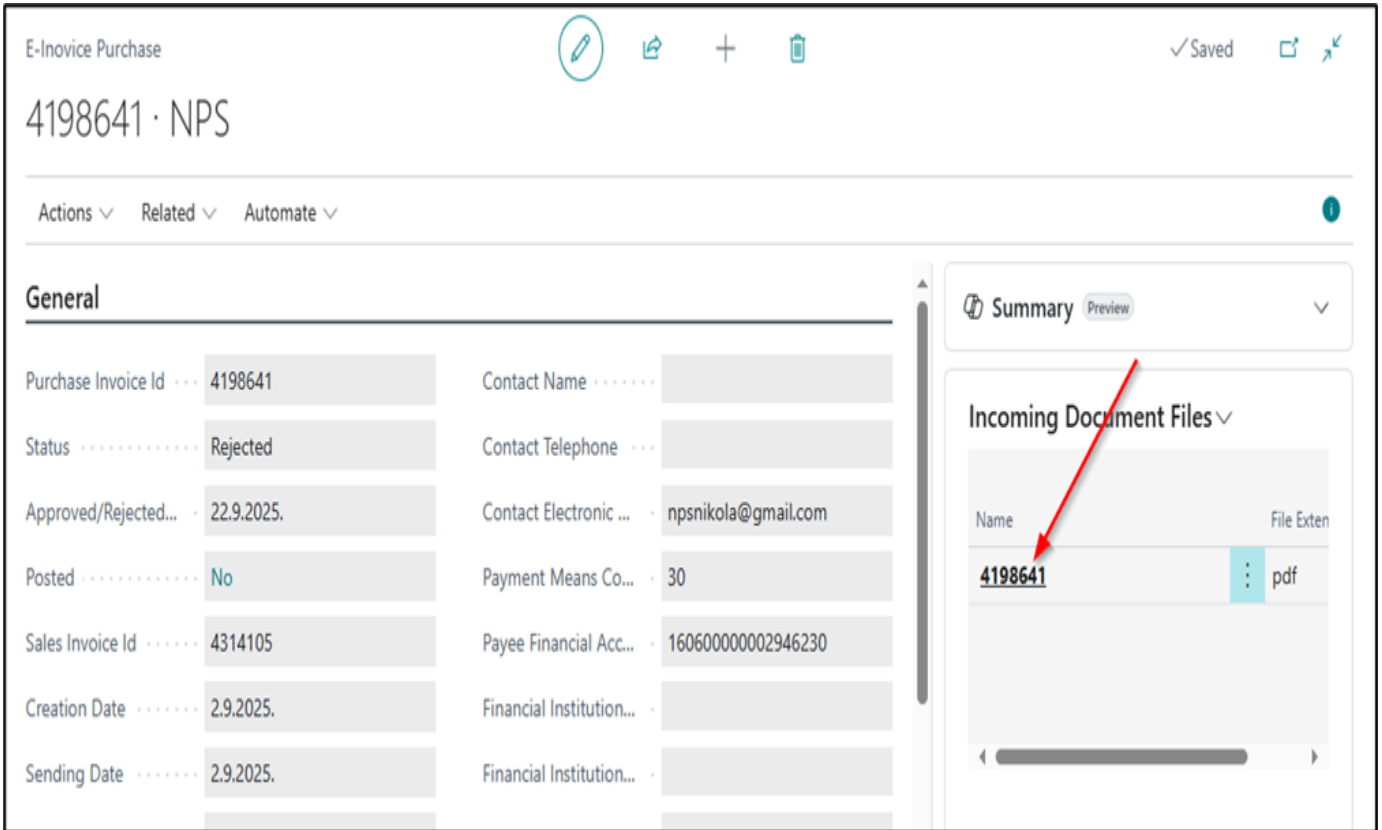 E-Inovice Purchase
Saved
4198641 · NPS
Actions
Related
Automate
General
Purchase Invoice Id
4198641
Status
Rejected
Approved/Rejected...
22.9.2025.
Posted
No
Sales Invoice Id
4314105
Creation Date
2.9.2025.
Sending Date
2.9.2025.
Contact Name
Contact Telephone
Contact Electronic ...
npsnikola@gmail.com
Payment Means Co...
30
Payee Financial Acc...
160600000002946230
Financial Institution...
Financial Institution...
Summary
Preview
Incoming Document Files
Name
File Exten
4198641
pdf